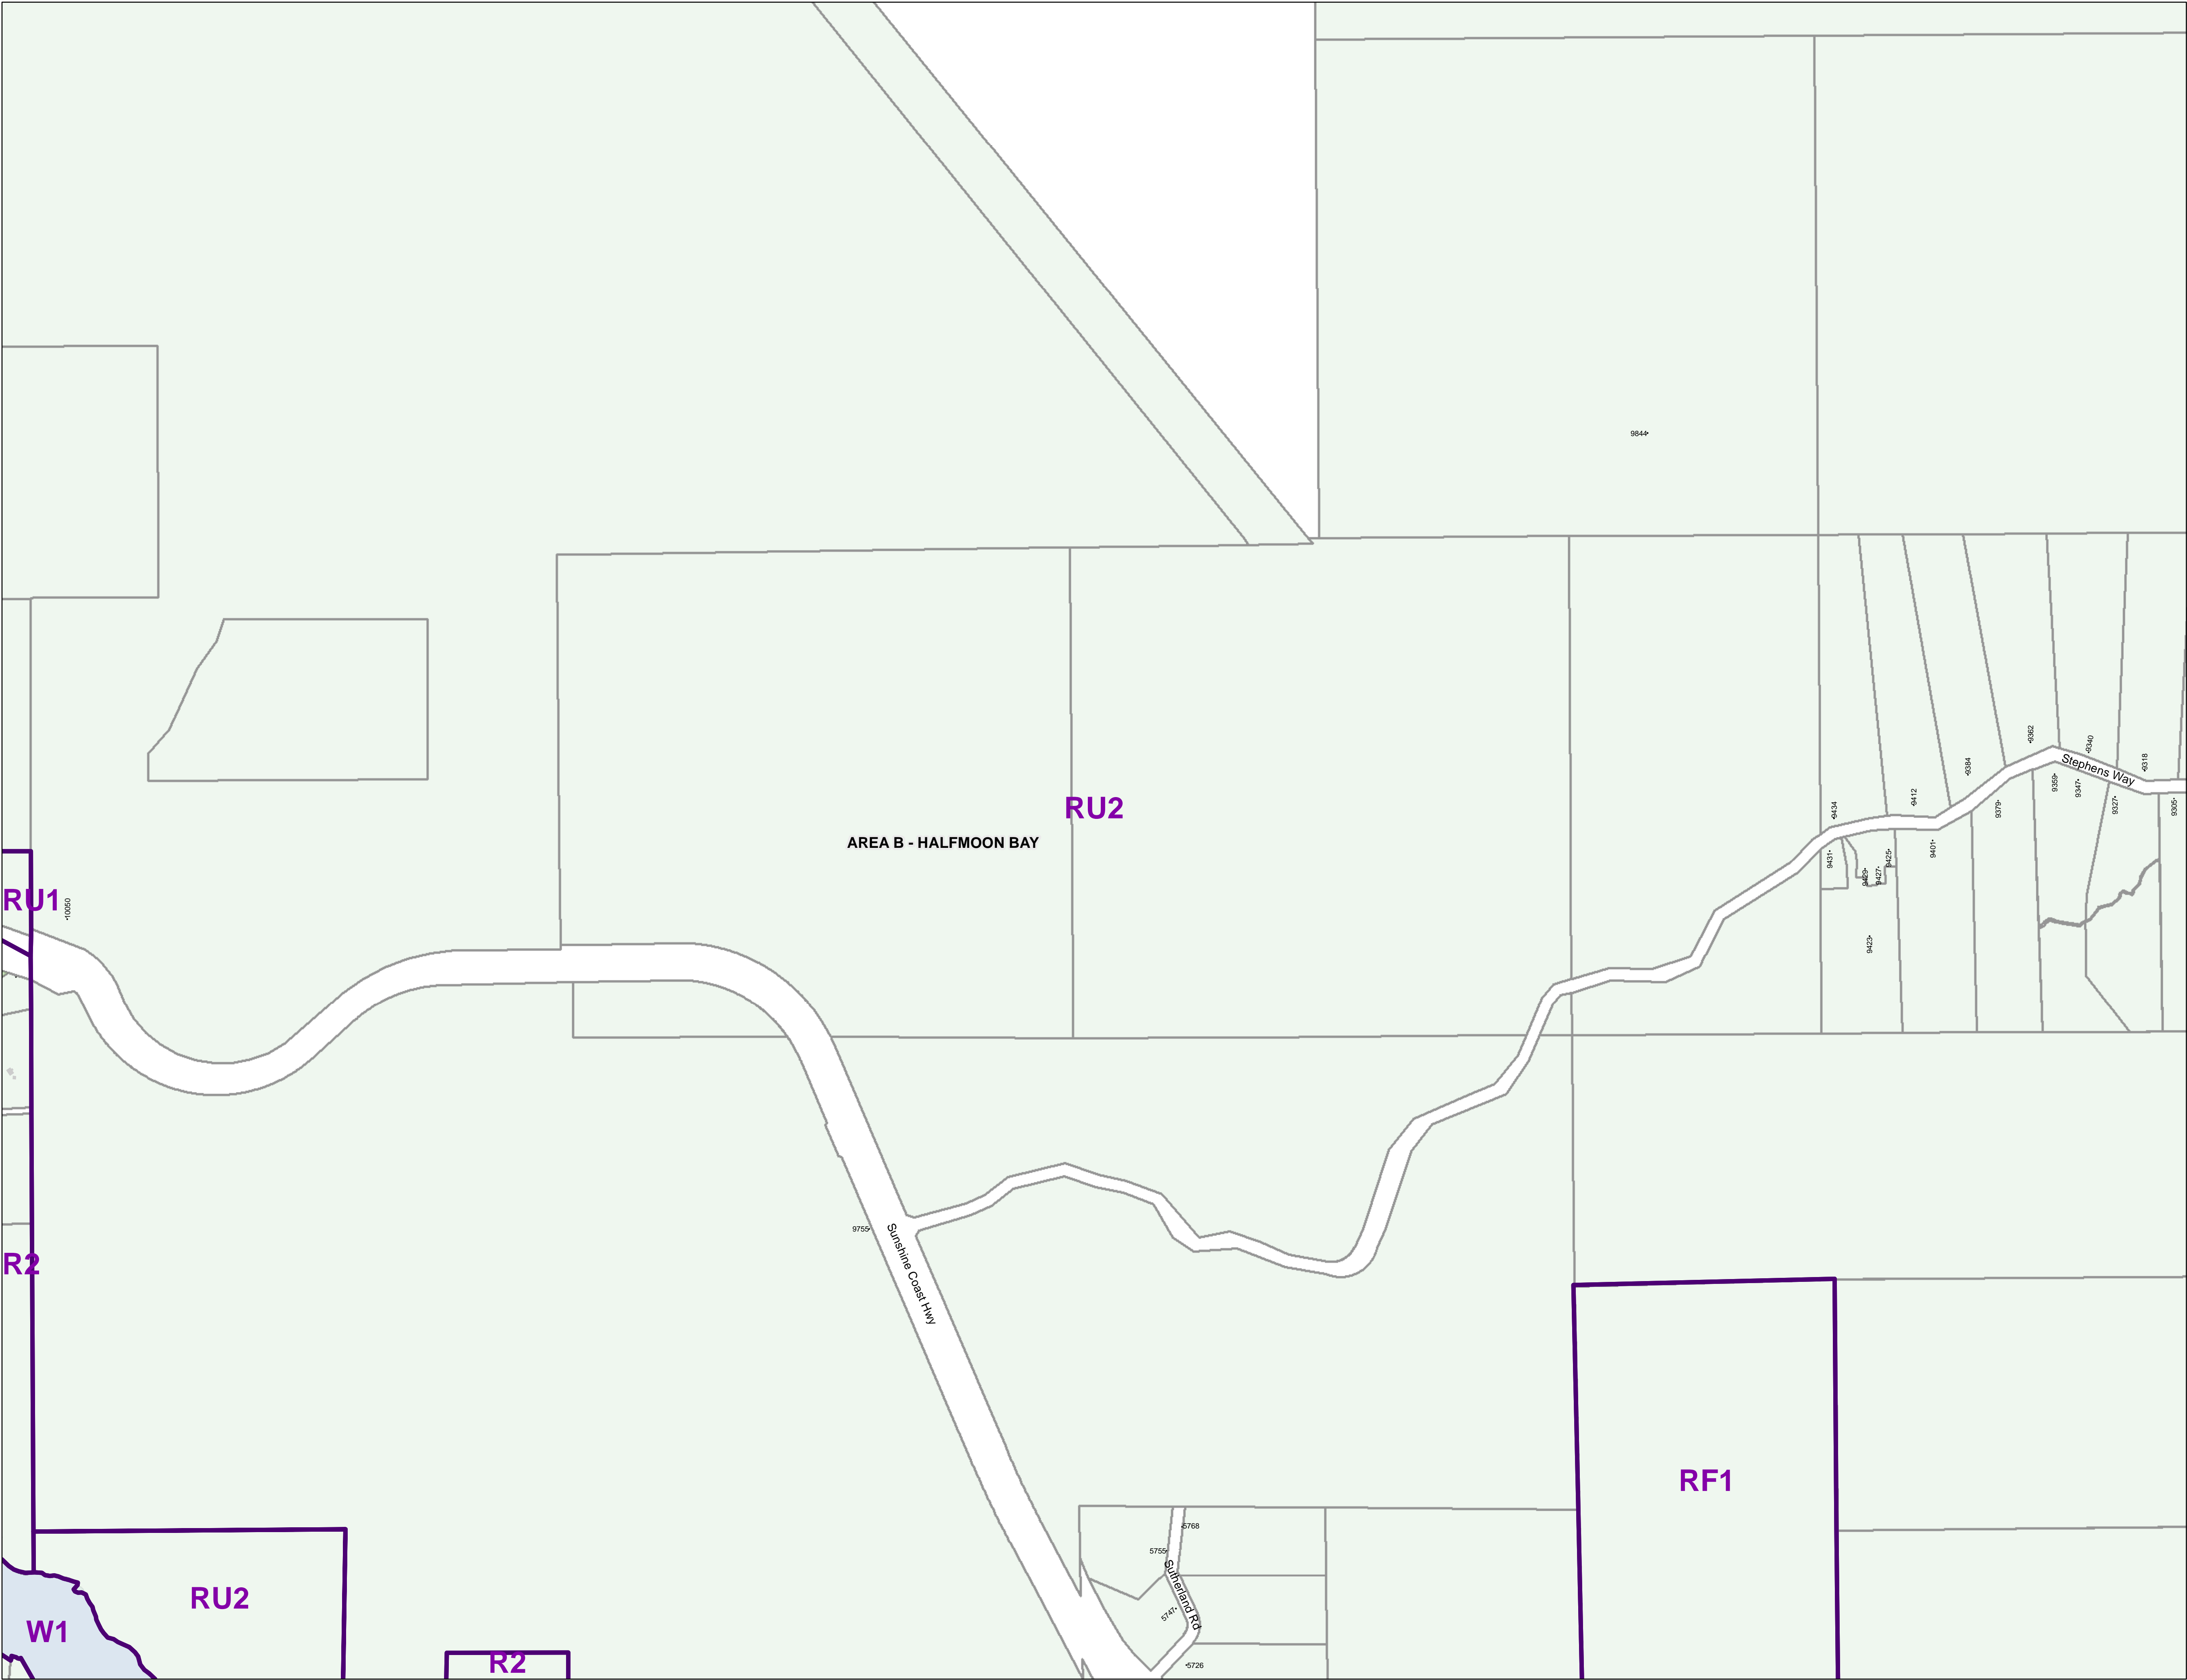 9844
9362
9340
9318
Stephens Way
9384
9359
9347
9327
9305
9412
9379
9434
RU2
AREA B - HALFMOON BAY
9401
9431
9425
9429
9427
9423
RU1
10050
9755
Sunshine Coast Hwy
R2
RF1
5768
5755
Sutherland Rd
5747
RU2
W1
R2
5726